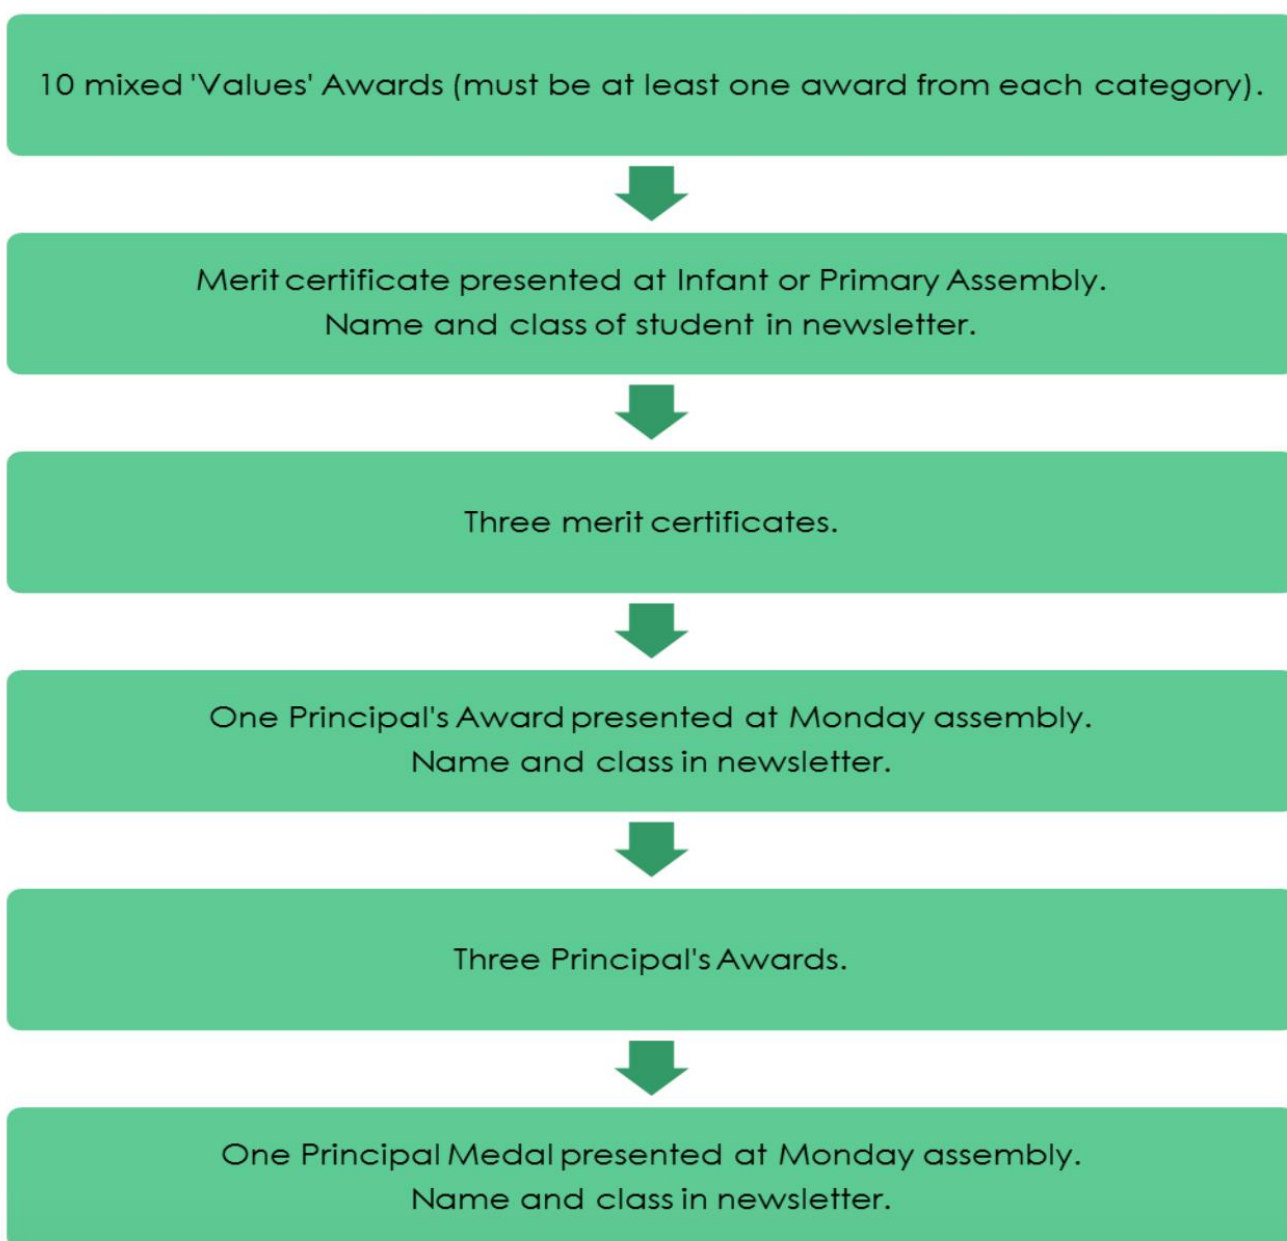 10 mixed 'Values' Awards (must be at least one award from each category).
Merit certificate presented at Infant or Primary Assembly.
Name and class of student in newsletter.
Three merit certificates.
One Principal's Award presented at Monday assembly.
Name and class in newsletter.
Three Principal's Awards.
One Principal Medal presented at Monday assembly.
Name and class in newsletter.